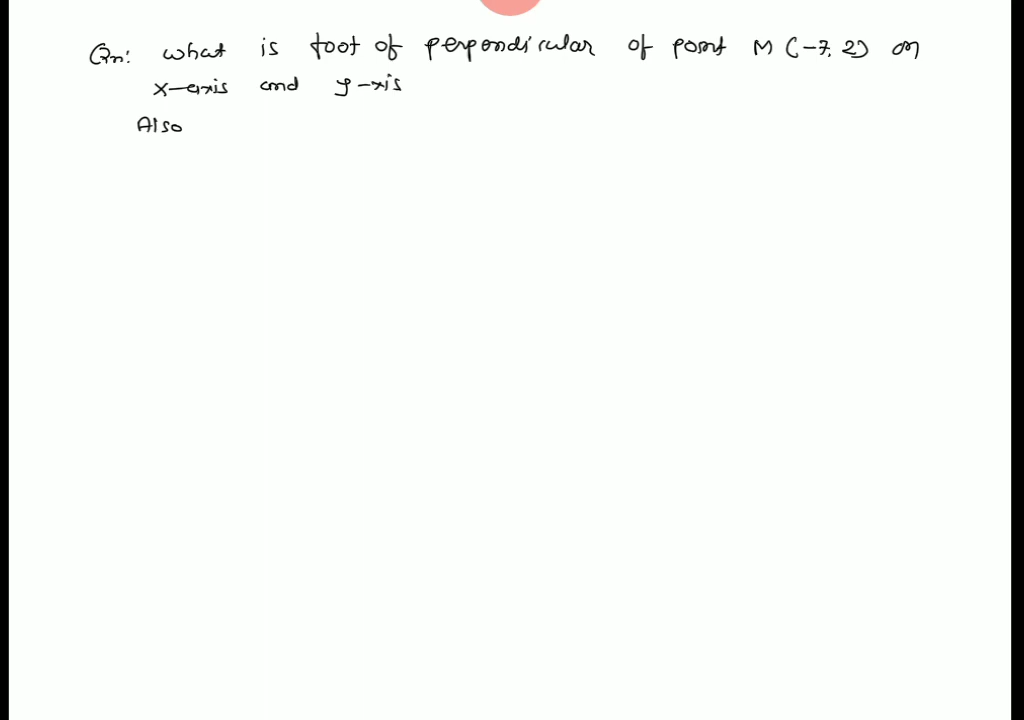 Qn: what is foot of perpendicular of point M (-7, 2) on
x-axis and y-xis
Also